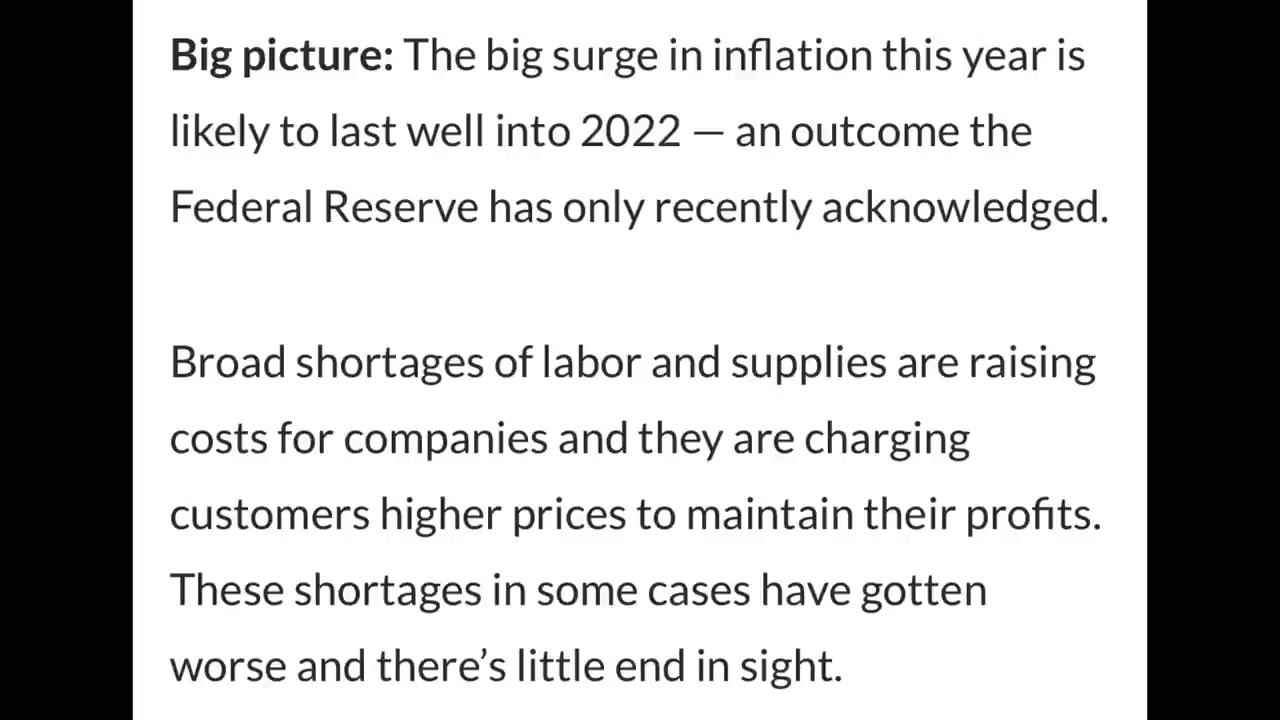 Big picture: The big surge in inflation this year is
likely to last well into 2022 — an outcome the
Federal Reserve has only recently acknowledged.
Broad shortages of labor and supplies are raising
costs for companies and they are charging
customers higher prices to maintain their profits.
These shortages in some cases have gotten
worse and there’s little end in sight.